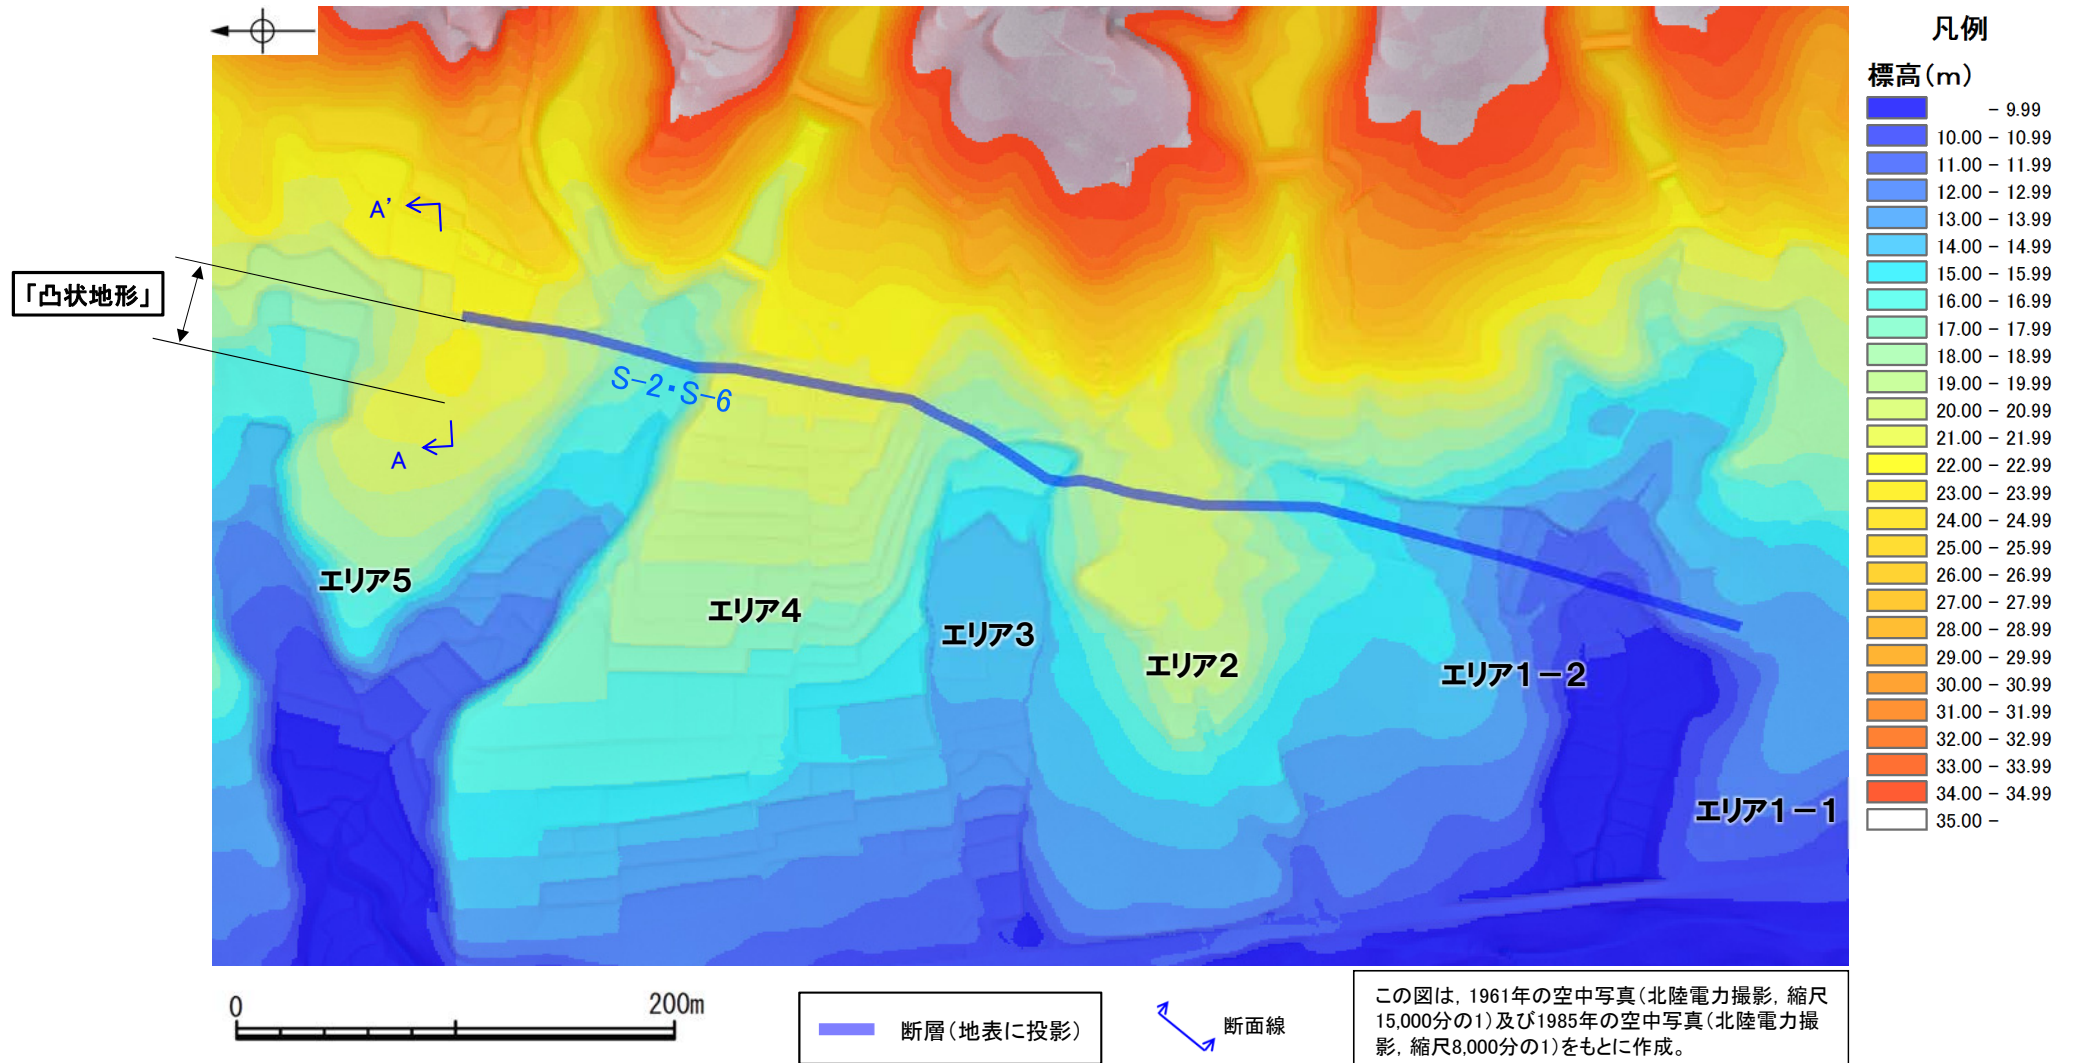 凡例
標高(m)
- 9.99
10.00 - 10.99
11.00 - 11.99
12.00 - 12.99
13.00 - 13.99
14.00 - 14.99
15.00 - 15.99
16.00 - 16.99
17.00 - 17.99
18.00 - 18.99
19.00 - 19.99
20.00 - 20.99
21.00 - 21.99
22.00 - 22.99
23.00 - 23.99
24.00 - 24.99
25.00 - 25.99
26.00 - 26.99
27.00 - 27.99
28.00 - 28.99
29.00 - 29.99
30.00 - 30.99
31.00 - 31.99
32.00 - 32.99
33.00 - 33.99
34.00 - 34.99
35.00 -
A’
「凸状地形」
S-2・S-6
A
エリア5
エリア4
エリア3
エリア2
エリア1-2
エリア1-1
0
200m
断層(地表に投影)
断面線
この図は,1961年の空中写真(北陸電力撮影,縮尺
15,000分の1)及び1985年の空中写真(北陸電力撮
影,縮尺8,000分の1)をもとに作成。